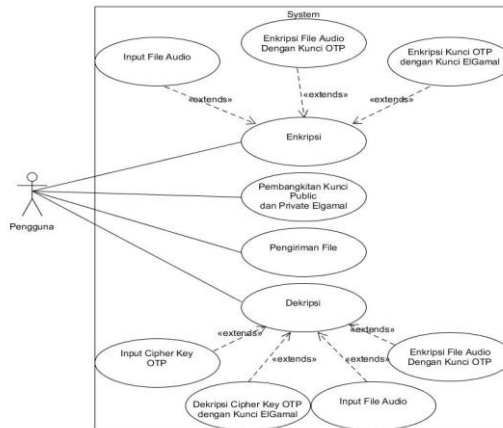 System
Input File Audio
Enkripsi File Audio
Dengan Kunci OTP
Enkripsi Kunci OTP
dengan Kunci ElGamal
«extends»
«extends»
«extends»
Enkripsi
Pengguna
Pembangkitan Kunci
Public
dan Private Elgamal
Pengiriman File
Dekripsi
«extends»
«extends»
«extends»
«extends»
Input Cipher Key
OTP
Enkripsi File Audio
Dengan Kunci OTP
Dekripsi Cipher Key OTP
dengan Kunci ElGamal
Input File Audio